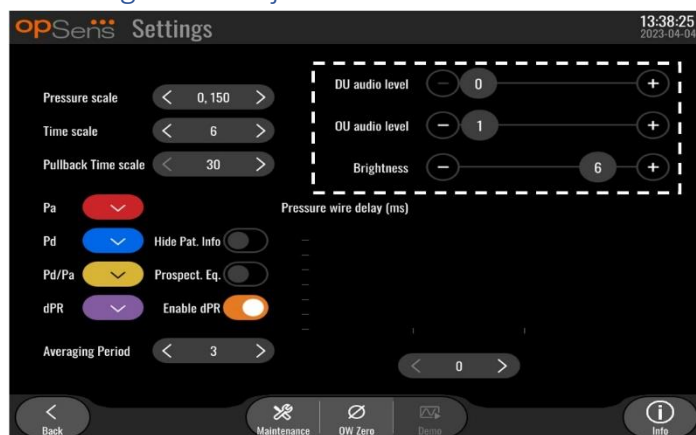 opSens Settings
13:38:25
2023-04-04
Pressure scale 0, 150
Time scale 6
Pullback Time scale 30
DU audio level 0
OU audio level 1
Brightness 6
Pa
Pressure wire delay (ms)
Pd
Hide Pat. Info
Pd/Pa
Prospect. Eq.
dPR
Enable dPR
Averaging Period 3
0
Back
Maintenance
OW Zero
Demo
Info